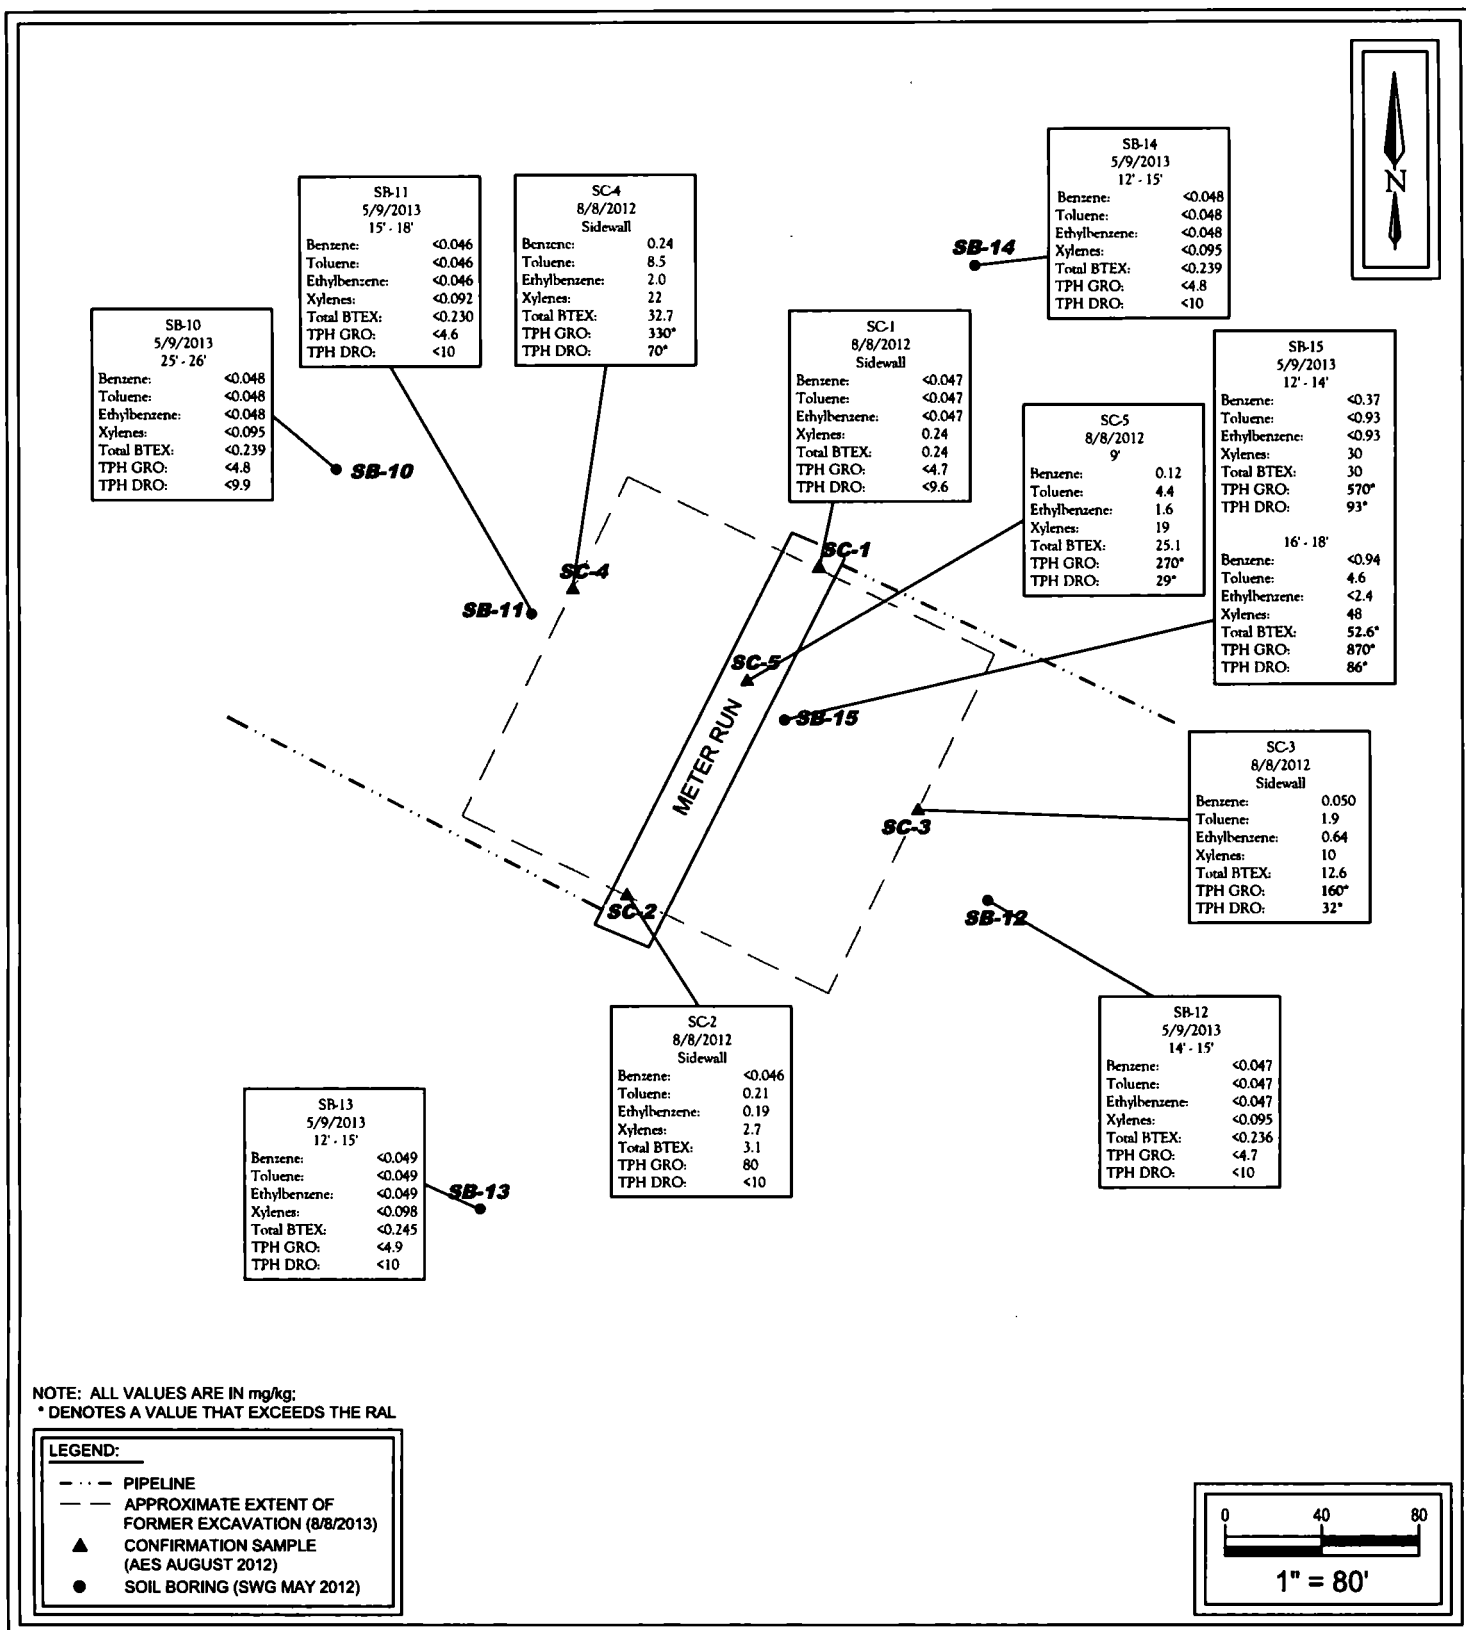 N
SB-14
5/9/2013
12' - 15'
Benzene: <0.048
Toluene: <0.048
Ethylbenzene: <0.048
Xylenes: <0.095
Total BTEX: <0.239
TPH GRO: <4.8
TPH DRO: <10
SB-14
SB-11
5/9/2013
15' - 18'
Benzene: <0.046
Toluene: <0.046
Ethylbenzene: <0.046
Xylenes: <0.092
Total BTEX: <0.230
TPH GRO: <4.6
TPH DRO: <10
SC-4
8/8/2012
Sidewall
Benzene: 0.24
Toluene: 8.5
Ethylbenzene: 2.0
Xylenes: 22
Total BTEX: 32.7
TPH GRO: 330*
TPH DRO: 70*
SB-10
5/9/2013
25' - 26'
Benzene: <0.048
Toluene: <0.048
Ethylbenzene: <0.048
Xylenes: <0.095
Total BTEX: <0.239
TPH GRO: <4.8
TPH DRO: <9.9
SB-10
SC-1
8/8/2012
Sidewall
Benzene: <0.047
Toluene: <0.047
Ethylbenzene: <0.047
Xylenes: 0.24
Total BTEX: 0.24
TPH GRO: <4.7
TPH DRO: <9.6
SC-5
8/8/2012
9'
Benzene: 0.12
Toluene: 4.4
Ethylbenzene: 1.6
Xylenes: 19
Total BTEX: 25.1
TPH GRO: 270*
TPH DRO: 29*
SB-15
5/9/2013
12' - 14'
Benzene: <0.37
Toluene: <0.93
Ethylbenzene: <0.93
Xylenes: 30
Total BTEX: 30
TPH GRO: 570*
TPH DRO: 93*
16' - 18'
Benzene: <0.94
Toluene: 4.6
Ethylbenzene: <2.4
Xylenes: 48
Total BTEX: 52.6*
TPH GRO: 870*
TPH DRO: 86*
SC-1
SC-4
SB-11
SC-5
SB-15
METER RUN
SC-3
SC-2
SB-12
SC-3
8/8/2012
Sidewall
Benzene: 0.050
Toluene: 1.9
Ethylbenzene: 0.64
Xylenes: 10
Total BTEX: 12.6
TPH GRO: 160*
TPH DRO: 32*
SC-2
8/8/2012
Sidewall
Benzene: <0.046
Toluene: 0.21
Ethylbenzene: 0.19
Xylenes: 2.7
Total BTEX: 3.1
TPH GRO: 80
TPH DRO: <10
SB-12
5/9/2013
14' - 15'
Benzene: <0.047
Toluene: <0.047
Ethylbenzene: <0.047
Xylenes: <0.095
Total BTEX: <0.236
TPH GRO: <4.7
TPH DRO: <10
SB-13
5/9/2013
12' - 15'
Benzene: <0.049
Toluene: <0.049
Ethylbenzene: <0.049
Xylenes: <0.098
Total BTEX: <0.245
TPH GRO: <4.9
TPH DRO: <10
SB-13
NOTE: ALL VALUES ARE IN mg/kg;
* DENOTES A VALUE THAT EXCEEDS THE RAL
LEGEND:
PIPELINE
APPROXIMATE EXTENT OF
FORMER EXCAVATION (8/8/2013)
CONFIRMATION SAMPLE
(AES AUGUST 2012)
SOIL BORING (SWG MAY 2012)
0 40 80
1" = 80'